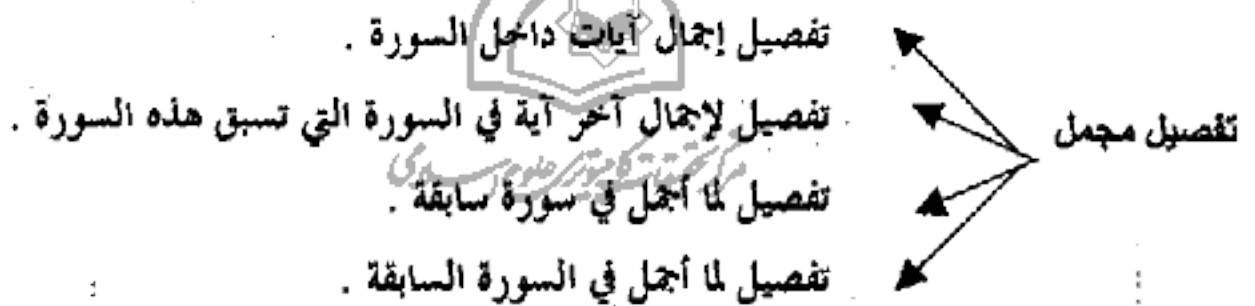 تفصيل إجمال آيات داخل السورة .
تفصيل لإجمال آخر آية في السورة التي تسبق هذه السورة .
تفصيل مجمل
تفصيل لما أجمل في سورة سابقة .
تفصيل لما أجمل في السورة السابقة .